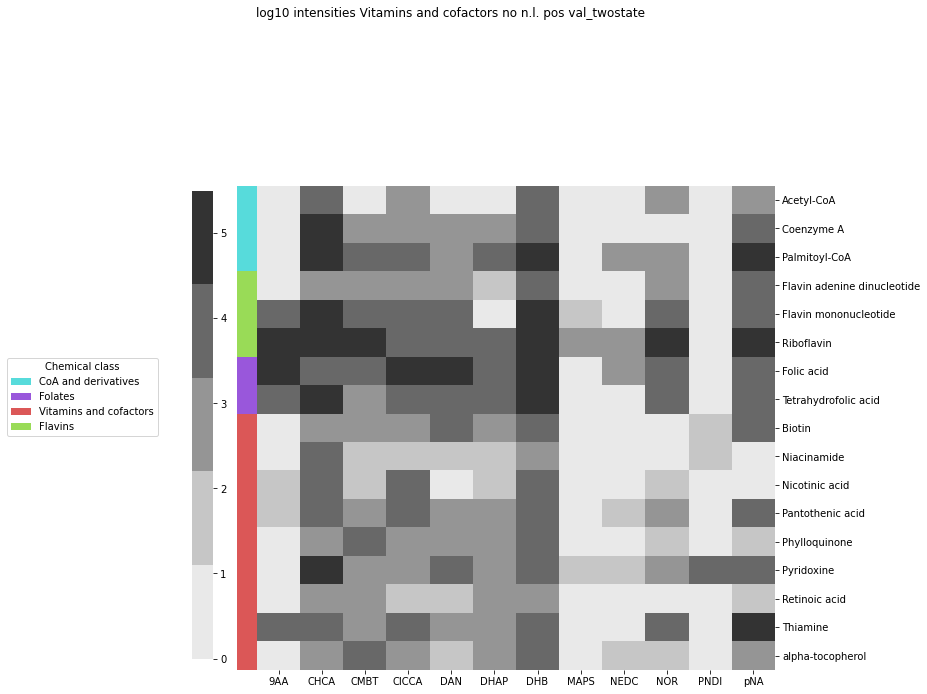 log10 intensities Vitamins and cofactors no n.l. pos val_twostate
5
4
3
2
1
0
Chemical class
CoA and derivatives
Folates
Vitamins and cofactors
Flavins
Acetyl-CoA
Coenzyme A
Palmitoyl-CoA
Flavin adenine dinucleotide
Flavin mononucleotide
Riboflavin
Folic acid
Tetrahydrofolic acid
Biotin
Niacinamide
Nicotinic acid
Pantothenic acid
Phylloquinone
Pyridoxine
Retinoic acid
Thiamine
alpha-tocopherol
9AA CHCA CMBT ClCCA DAN DHAP DHB MAPS NEDC NOR PNDI pNA